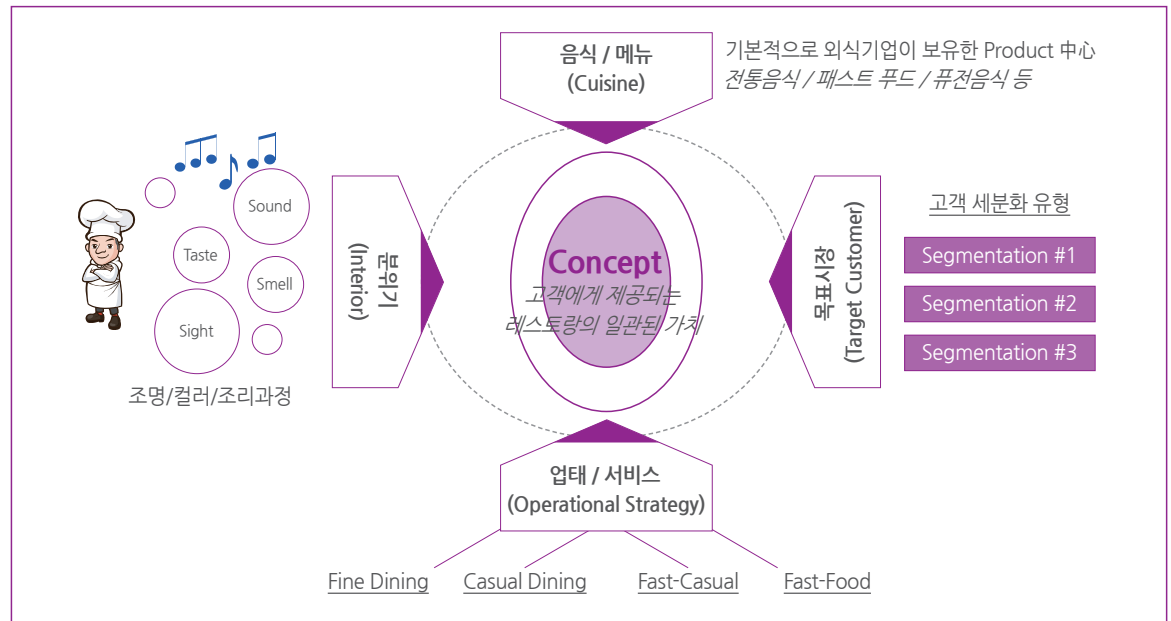 음식 / 메뉴
(Cuisine)
기본적으로 외식기업이 보유한 Product 中心
전통음식 / 패스트 푸드 / 퓨전음식 등
Sound
Taste
Smell
Sight
조명/컬러/조리과정
분위기
(Interior)
Concept
고객에게 제공되는
레스토랑의 일관된 가치
목표시장
(Target Customer)
고객 세분화 유형
Segmentation #1
Segmentation #2
Segmentation #3
업태 / 서비스
(Operational Strategy)
Fine Dining
Casual Dining
Fast-Casual
Fast-Food